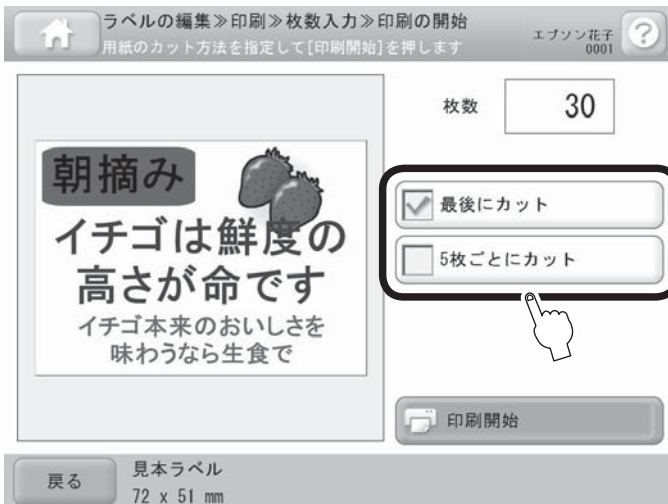 ラベルの編集≫印刷≫枚数入力≫印刷の開始
用紙のカット方法を指定して[印刷開始]を押します
エプソン花子
0001
?
枚数
30
朝摘み
イチゴは鮮度の
高さが命です
イチゴ本来のおいしさを
味わうなら生食で
最後にカット
5枚ごとにカット
印刷開始
戻る
見本ラベル
72 x 51 mm